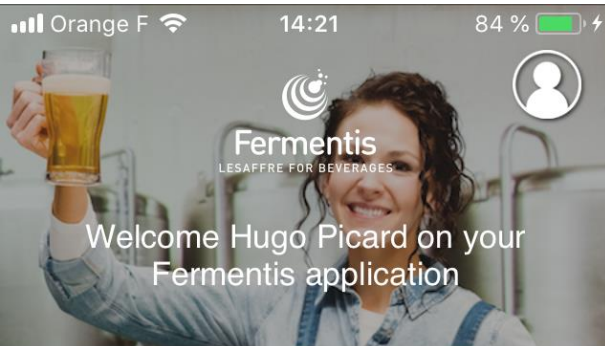 Orange F 14:21 84 %
Fermentis
LESAFFRE FOR BEVERAGES
Welcome Hugo Picard on your
Fermentis application